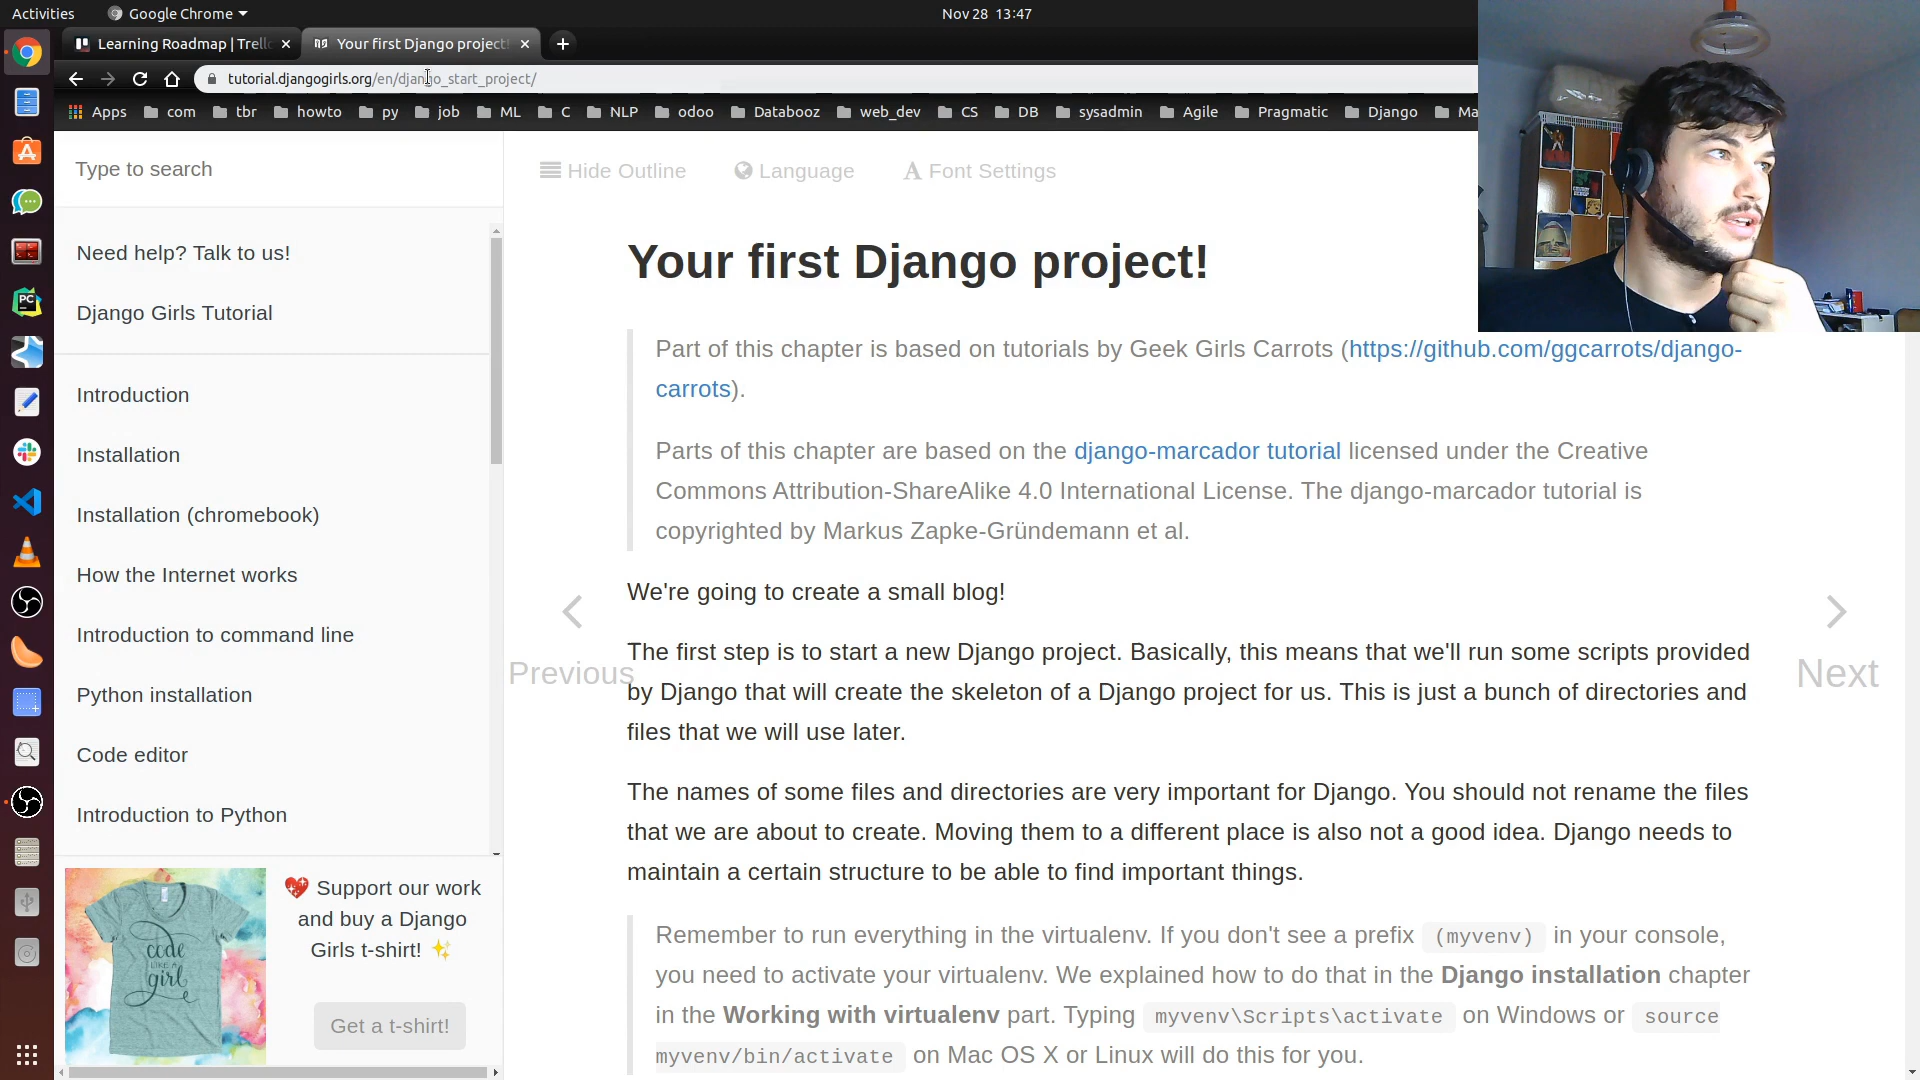 Activities
Google Chrome
Nov 28 13:47
Learning Roadmap | Trell
Your first Django project!
tutorial.djangogirls.org/en/django_start_project/
Apps
com
tbr
howto
py
job
ML
C
NLP
odoo
Databooz
web_dev
CS
DB
sysadmin
Agile
Pragmatic
Django
Ma
Type to search
Need help? Talk to us!
Django Girls Tutorial
Introduction
Installation
Installation (chromebook)
How the Internet works
Introduction to command line
Python installation
Code editor
Introduction to Python
code
LIKE A
girl
💖 Support our work
and buy a Django
Girls t-shirt! ✨
Get a t-shirt!
Hide Outline
Language
Font Settings
Your first Django project!
Part of this chapter is based on tutorials by Geek Girls Carrots (https://github.com/ggcarrots/django-
carrots).
Parts of this chapter are based on the django-marcador tutorial licensed under the Creative
Commons Attribution-ShareAlike 4.0 International License. The django-marcador tutorial is
copyrighted by Markus Zapke-Gründemann et al.
We're going to create a small blog!
The first step is to start a new Django project. Basically, this means that we'll run some scripts provided
by Django that will create the skeleton of a Django project for us. This is just a bunch of directories and
files that we will use later.
The names of some files and directories are very important for Django. You should not rename the files
that we are about to create. Moving them to a different place is also not a good idea. Django needs to
maintain a certain structure to be able to find important things.
Remember to run everything in the virtualenv. If you don't see a prefix (myvenv) in your console,
you need to activate your virtualenv. We explained how to do that in the Django installation chapter
in the Working with virtualenv part. Typing myvenv\Scripts\activate on Windows or source
myvenv/bin/activate on Mac OS X or Linux will do this for you.
Previous
Next
PC